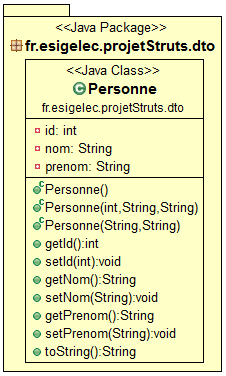 <<Java Package>>
fr.esigelec.projetStruts.dto
<<Java Class>>
Personne
fr.esigelec.projetStruts.dto
id: int
nom: String
prenom: String
Personne()
Personne(int,String,String)
Personne(String,String)
getId():int
setId(int):void
getNom():String
setNom(String):void
getPrenom():String
setPrenom(String):void
toString():String